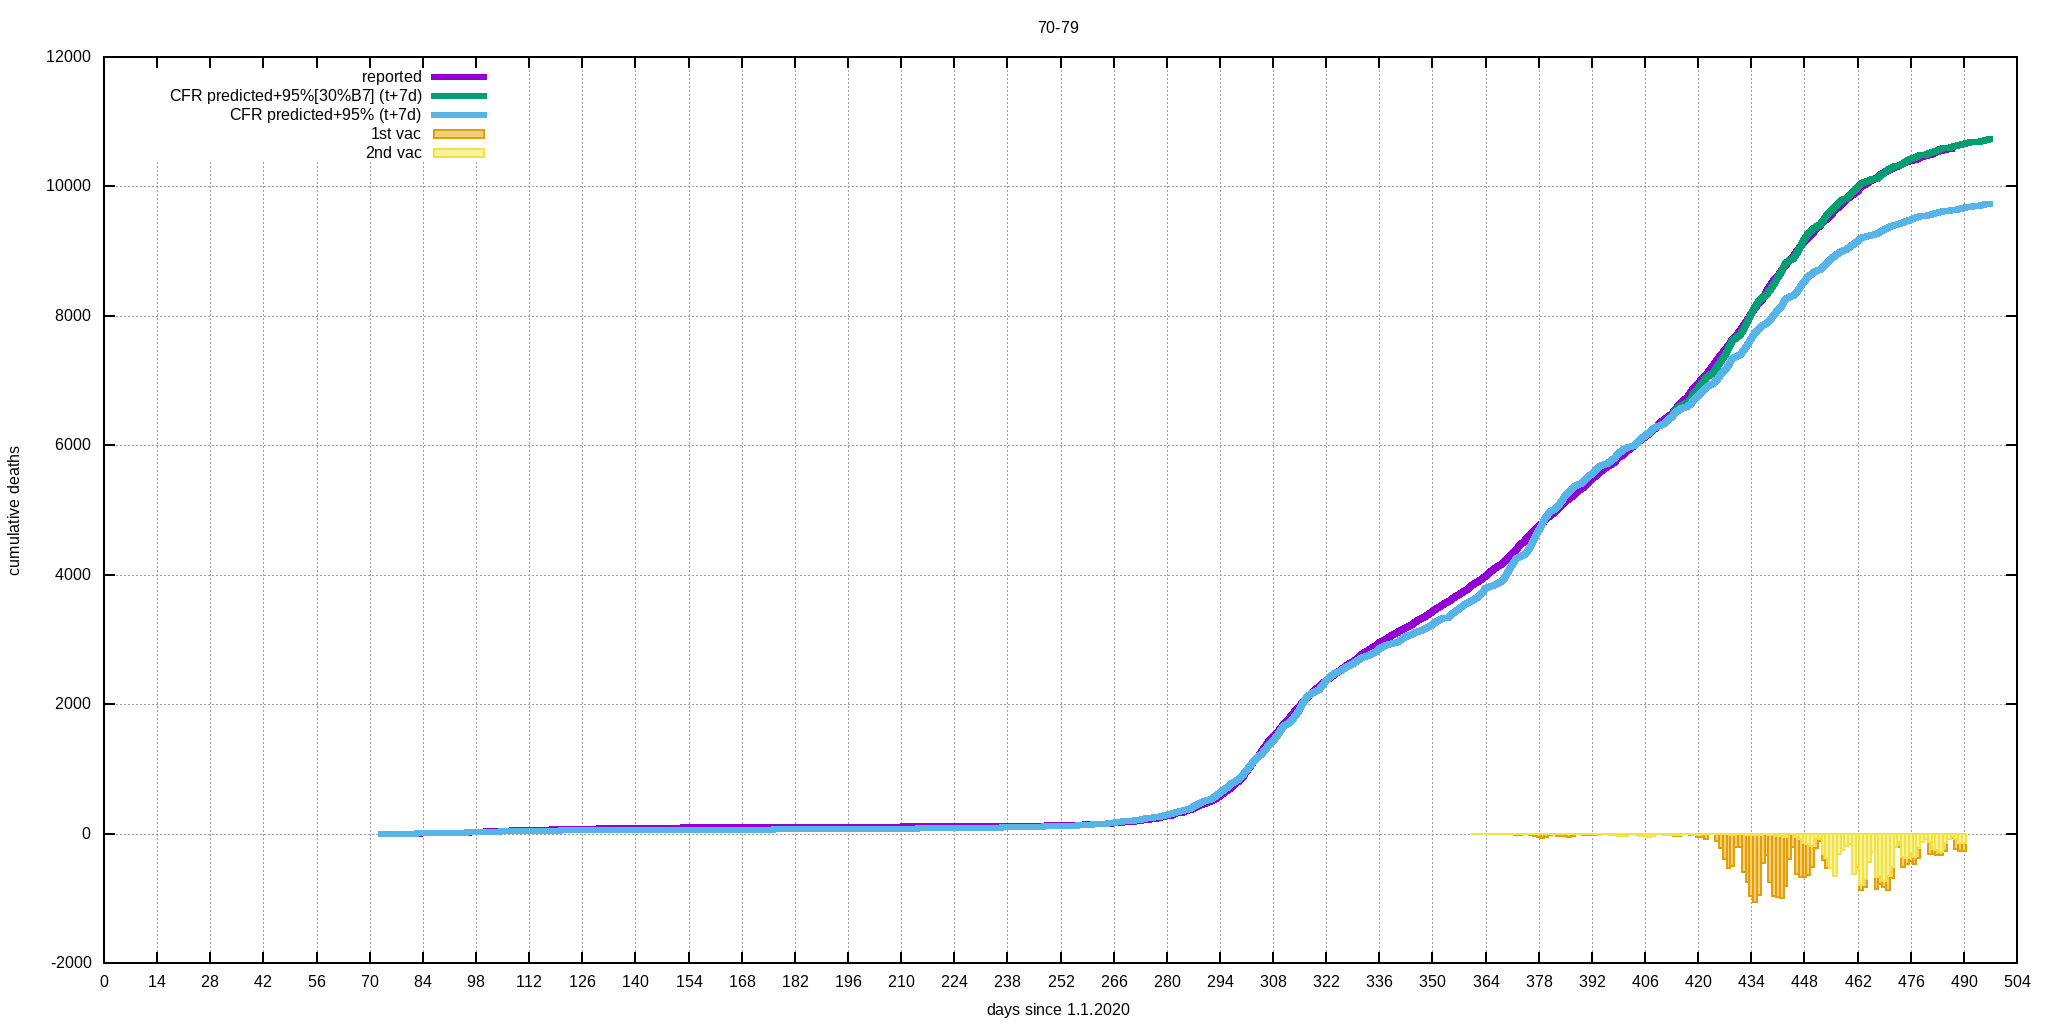 70-79
12000
10000
8000
6000
4000
2000
0
-2000
cumulative deaths
reported
CFR predicted+95%[30%B7] (t+7d)
CFR predicted+95% (t+7d)
1st vac
2nd vac
0 14 28 42 56 70 84 98 112 126 140 154 168 182 196 210 224 238 252 266 280 294 308 322 336 350 364 378 392 406 420 434 448 462 476 490 504
days since 1.1.2020